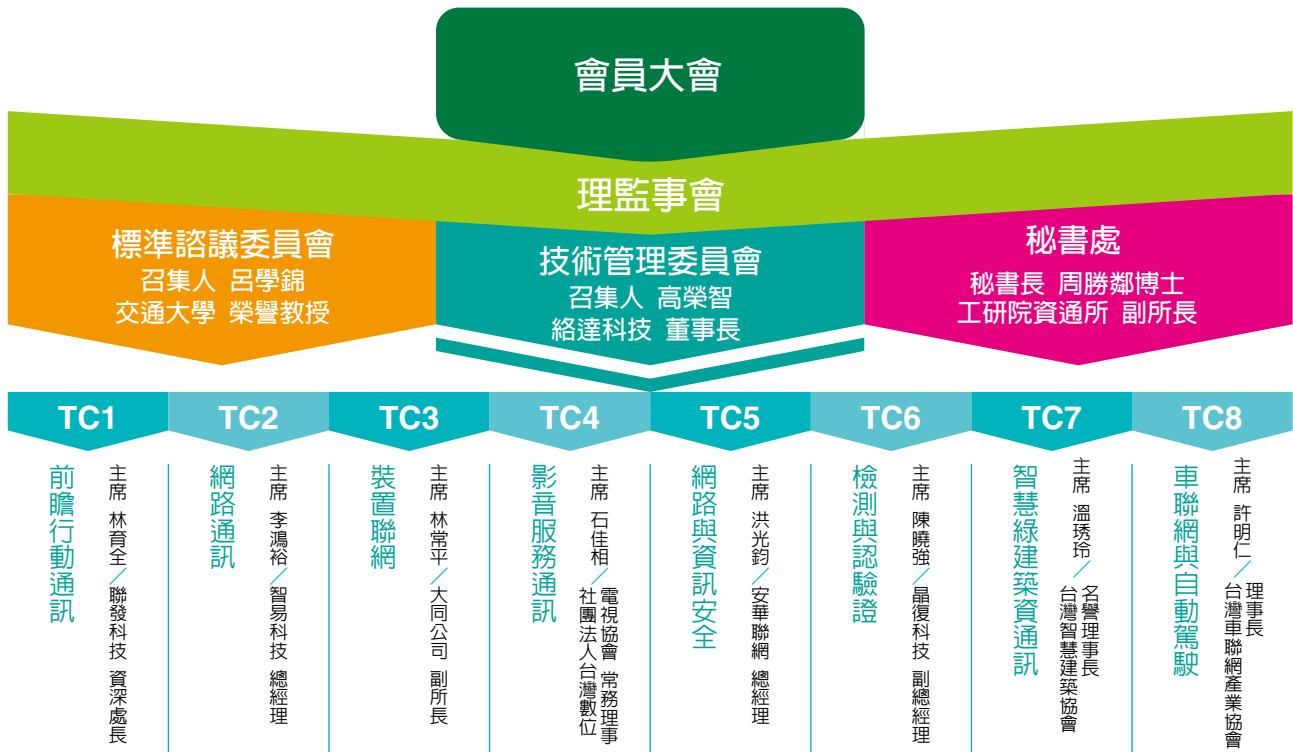 會員大會
理監事會
標準諮議委員會
召集人 呂學錦
交通大學 榮譽教授
技術管理委員會
召集人 高榮智
絡達科技 董事長
秘書處
秘書長 周勝鄰博士
工研院資通所 副所長
TC1
前瞻行動通訊
主席 林育全/聯發科技 資深處長
TC2
網路通訊
主席 李鴻裕/智易科技 總經理
TC3
裝置聯網
主席 林常平/大同公司 副所長
TC4
影音服務通訊
主席 石佳相/
社團法人台灣數位
電視協會 常務理事
TC5
網路與資訊安全
主席 洪光鈞/安華聯網 總經理
TC6
檢測與認驗證
主席 陳曉強/晶復科技 副總經理
TC7
智慧綠建築資通訊
主席 溫琇玲/
台灣智慧建築協會
名譽理事長
TC8
車聯網與自動駕駛
主席 許明仁/
台灣車聯網產業協會
理事長